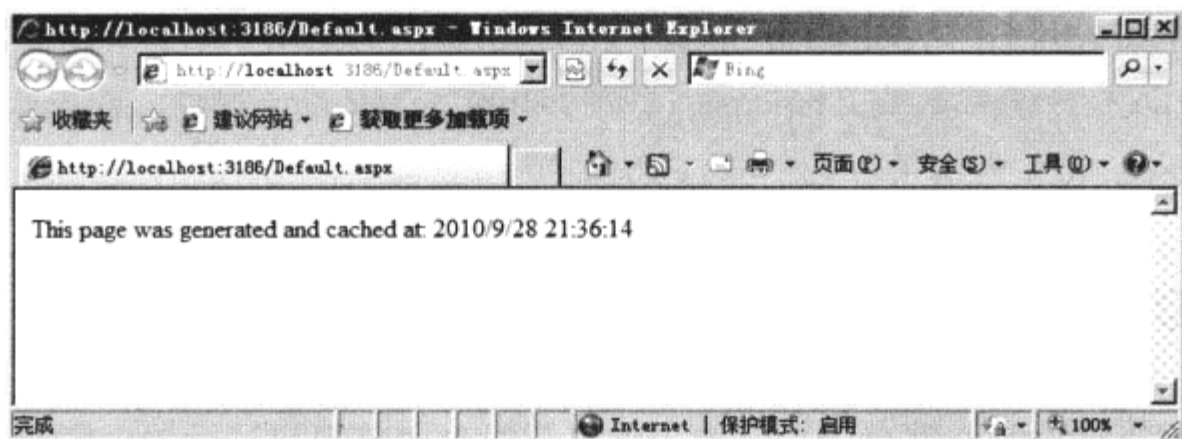 http://localhost:3186/Default.aspx - Windows Internet Explorer
http://localhost:3186/Default.aspx Bing
收藏夹 建议网站 获取更多加载项
http://localhost:3186/Default.aspx 页面(P) 安全(S) 工具(O)
This page was generated and cached at: 2010/9/28 21:36:14
完成 Internet | 保护模式: 启用 100%